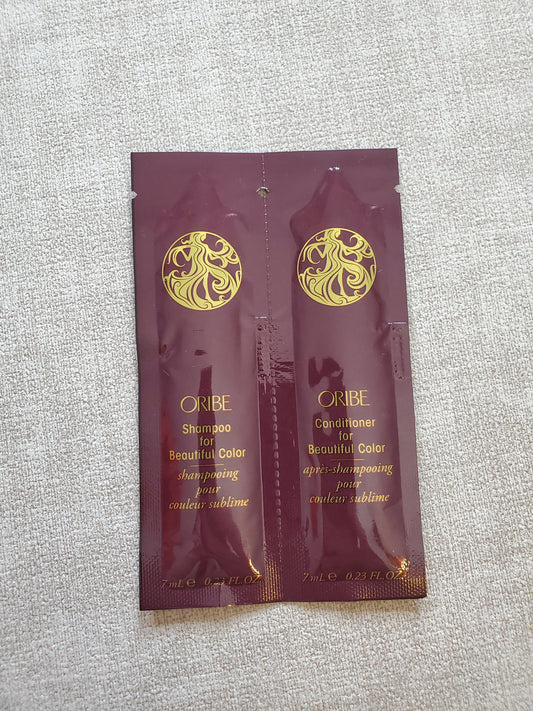 ORIBE
Shampoo
for
Beautiful Color
shampooing
pour
couleur sublime
7 mL e 0.23 FL.OZ
ORIBE
Conditioner
for
Beautiful Color
après-shampooing
pour
couleur sublime
7 mL e 0.23 FL.OZ